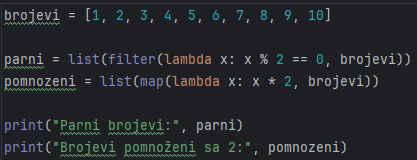 brojevi = [1, 2, 3, 4, 5, 6, 7, 8, 9, 10]
parni = list(filter(lambda x: x % 2 == 0, brojevi))
pomnozeni = list(map(lambda x: x * 2, brojevi))
print("Parni brojevi:", parni)
print("Brojevi pomnoženi sa 2:", pomnozeni)